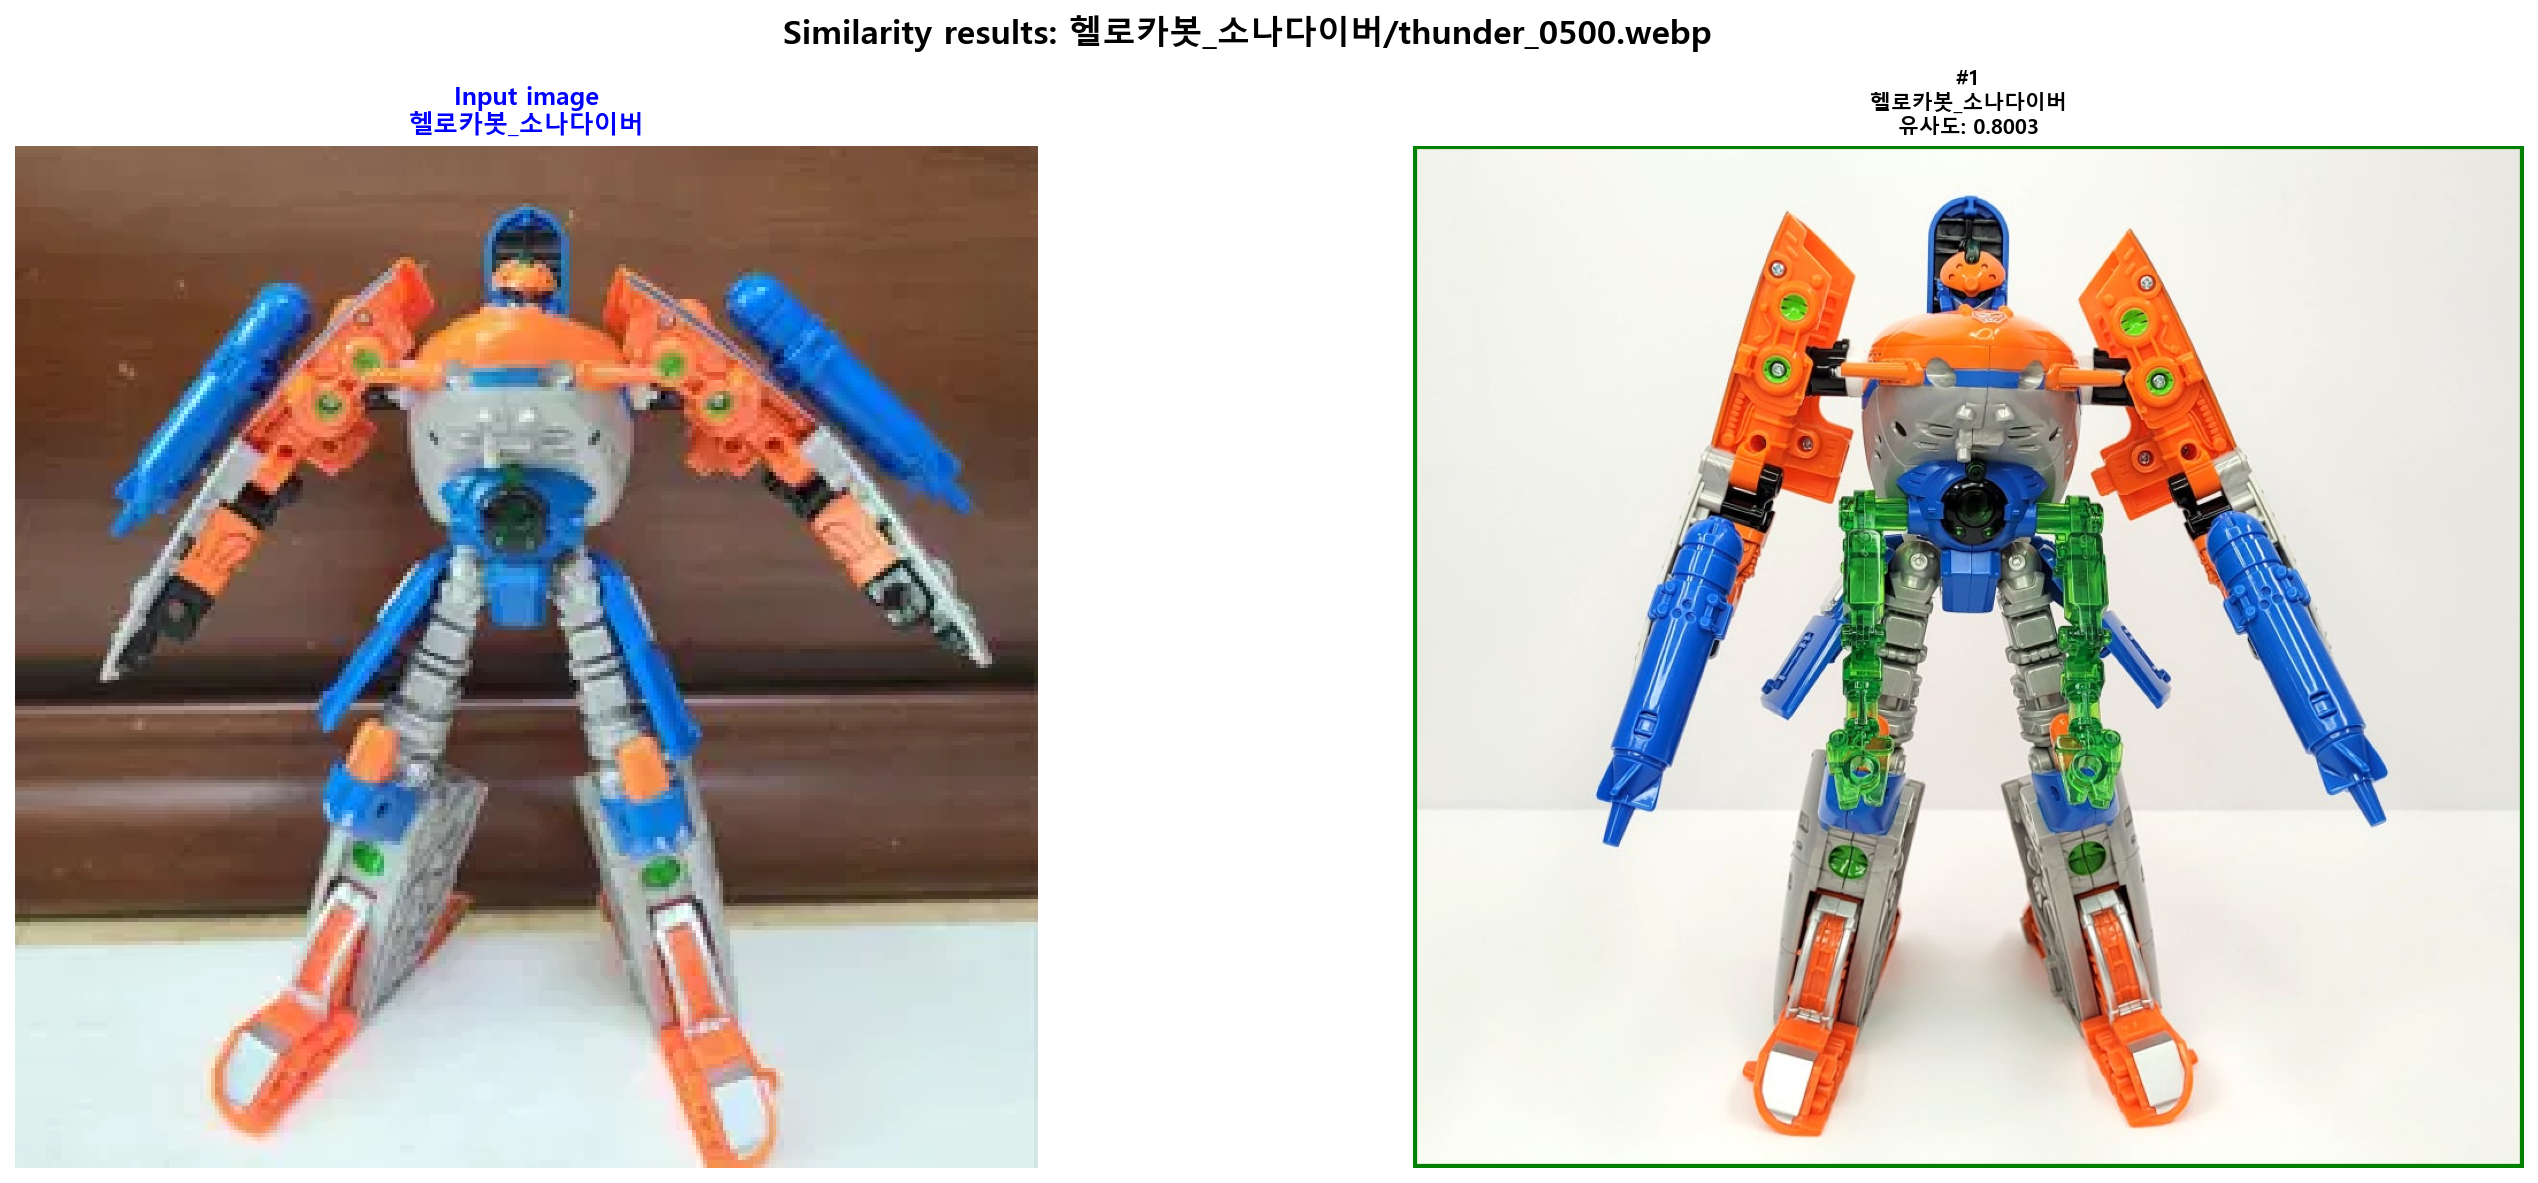 Similarity results: 헬로카봇_소나다이버/thunder_0500.webp
Input image
헬로카봇_소나다이버
#1
헬로카봇_소나다이버
유사도: 0.8003